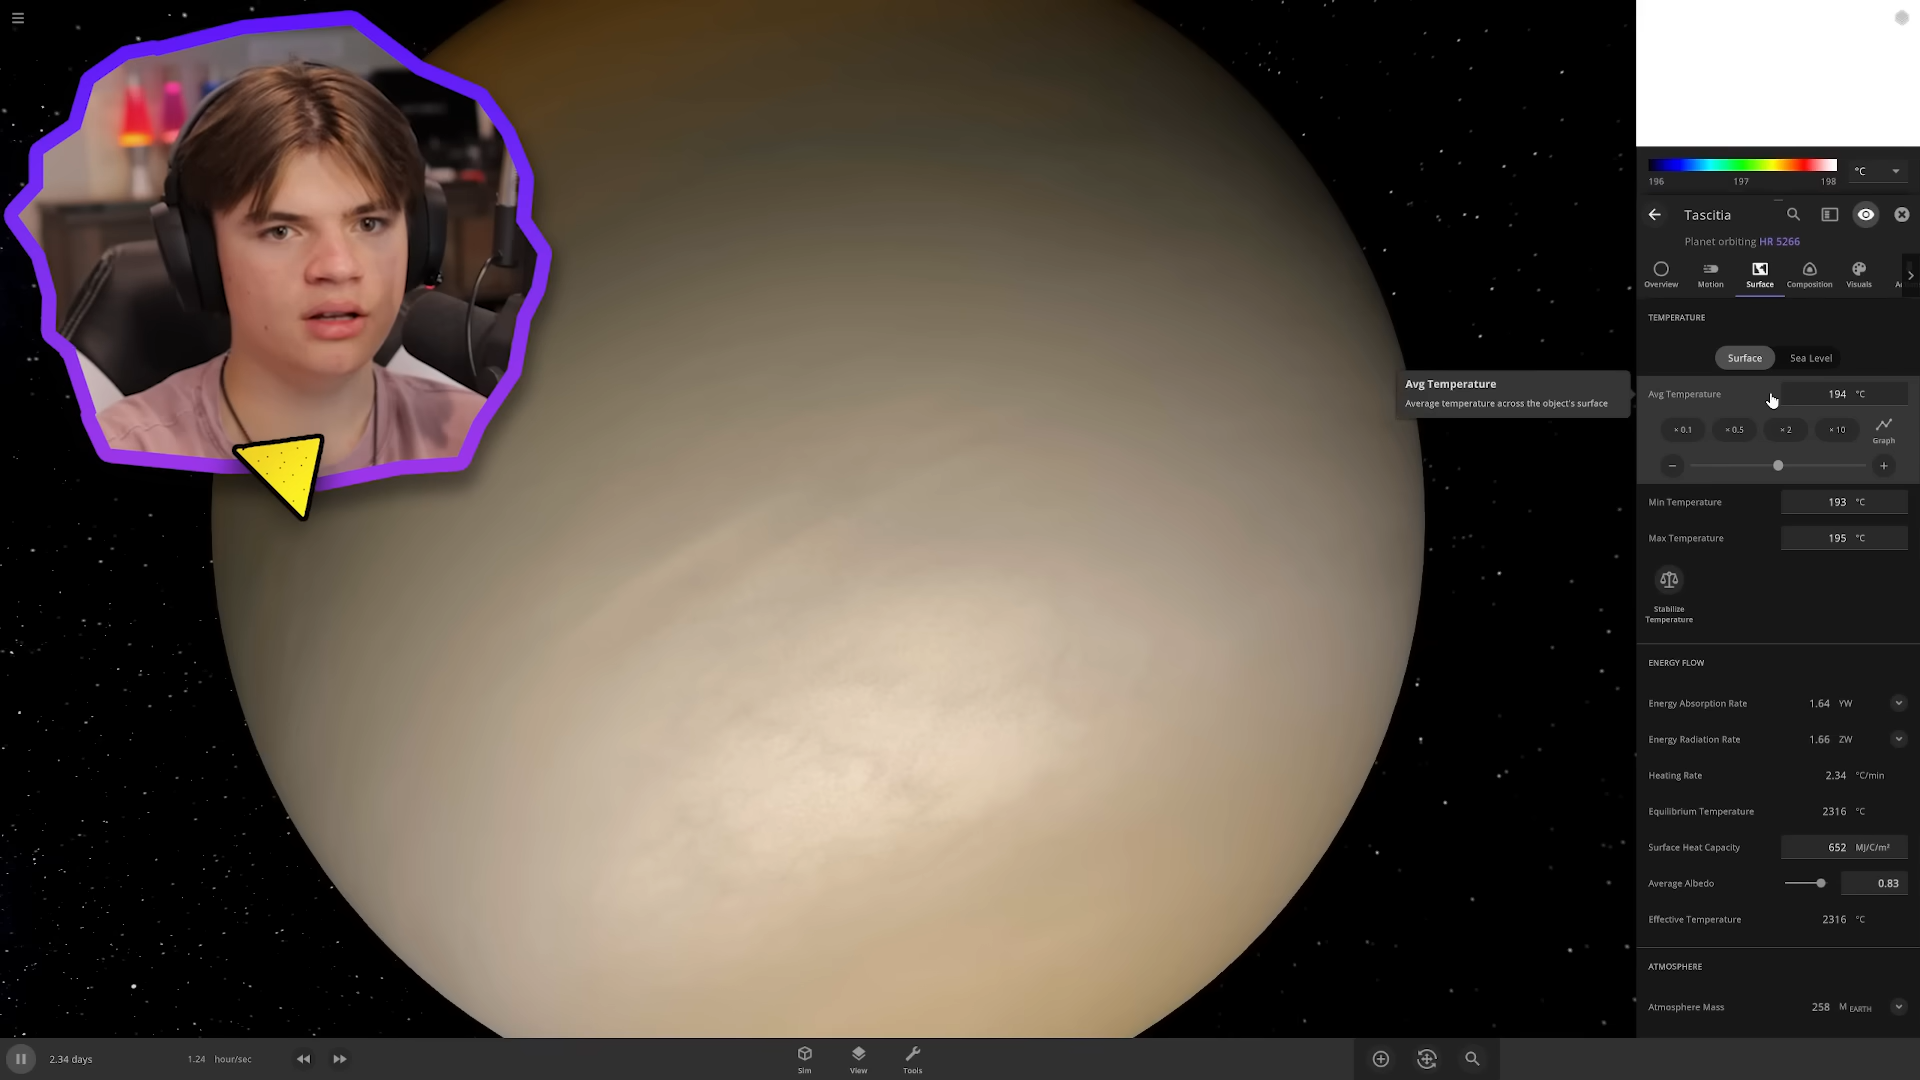 196 197 198
°C
Tascitia
Planet orbiting HR 5266
Overview Motion Surface Composition Visuals
TEMPERATURE
Surface Sea Level
Avg Temperature
Average temperature across the object's surface
Avg Temperature 194 °C
× 0.1 × 0.5 × 2 × 10 Graph
Min Temperature 193 °C
Max Temperature 195 °C
Stabilize
Temperature
ENERGY FLOW
Energy Absorption Rate 1.64 YW
Energy Radiation Rate 1.66 ZW
Heating Rate 2.34 °C/min
Equilibrium Temperature 2316 °C
Surface Heat Capacity 652 MJ/C/m²
Average Albedo 0.83
Effective Temperature 2316 °C
ATMOSPHERE
Atmosphere Mass 258 M EARTH
2.34 days 1.24 hour/sec
Sim View Tools